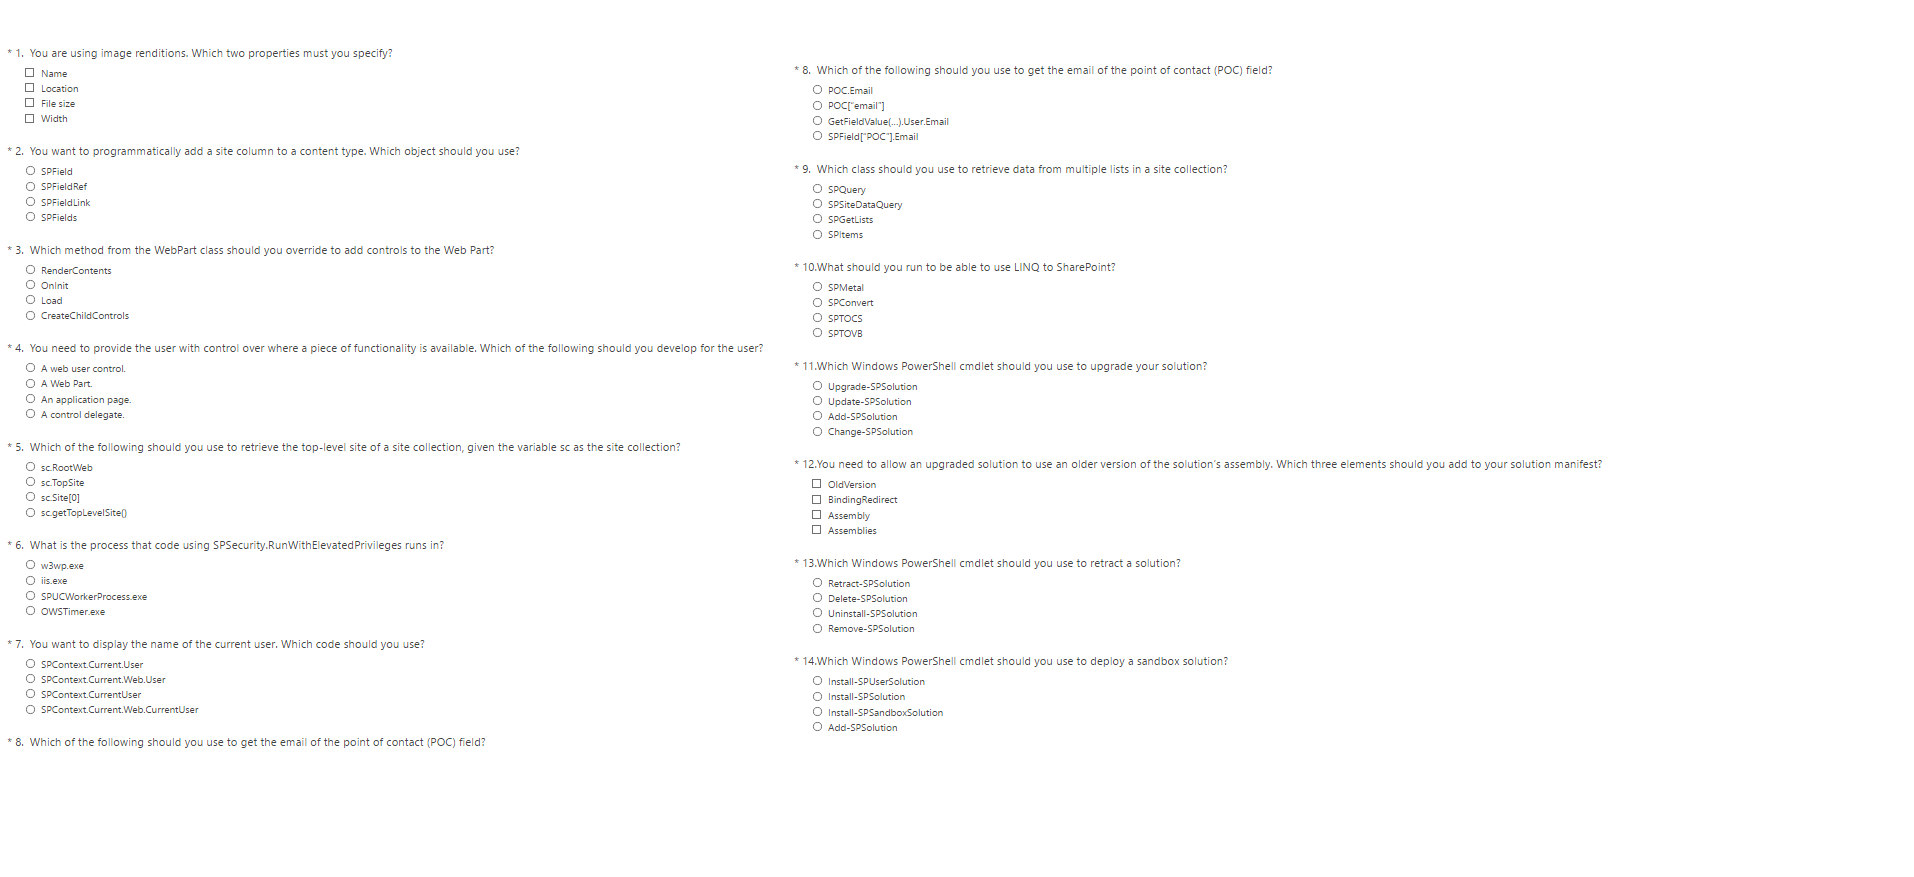 * 1. You are using image renditions. Which two properties must you specify?
Name
Location
File size
Width
* 2. You want to programmatically add a site column to a content type. Which object should you use?
SPField
SPFieldRef
SPFieldLink
SPFields
* 3. Which method from the WebPart class should you override to add controls to the Web Part?
RenderContents
OnInit
Load
CreateChildControls
* 4. You need to provide the user with control over where a piece of functionality is available. Which of the following should you develop for the user?
A web user control.
A Web Part.
An application page.
A control delegate.
* 5. Which of the following should you use to retrieve the top-level site of a site collection, given the variable sc as the site collection?
sc.RootWeb
sc.TopSite
sc.Site[0]
sc.getTopLevelSite()
* 6. What is the process that code using SPSecurity.RunWithElevatedPrivileges runs in?
w3wp.exe
iis.exe
SPUCWorkerProcess.exe
OWSTimer.exe
* 7. You want to display the name of the current user. Which code should you use?
SPContext.Current.User
SPContext.Current.Web.User
SPContext.CurrentUser
SPContext.Current.Web.CurrentUser
* 8. Which of the following should you use to get the email of the point of contact (POC) field?
* 8. Which of the following should you use to get the email of the point of contact (POC) field?
POC.Email
POC["email"]
GetFieldValue(...).User.Email
SPField["POC"].Email
* 9. Which class should you use to retrieve data from multiple lists in a site collection?
SPQuery
SPSiteDataQuery
SPGetLists
SPItems
* 10.What should you run to be able to use LINQ to SharePoint?
SPMetal
SPConvert
SPTOCS
SPTOVB
* 11.Which Windows PowerShell cmdlet should you use to upgrade your solution?
Upgrade-SPSolution
Update-SPSolution
Add-SPSolution
Change-SPSolution
* 12.You need to allow an upgraded solution to use an older version of the solution's assembly. Which three elements should you add to your solution manifest?
OldVersion
BindingRedirect
Assembly
Assemblies
* 13.Which Windows PowerShell cmdlet should you use to retract a solution?
Retract-SPSolution
Delete-SPSolution
Uninstall-SPSolution
Remove-SPSolution
* 14.Which Windows PowerShell cmdlet should you use to deploy a sandbox solution?
Install-SPUserSolution
Install-SPSolution
Install-SPSandboxSolution
Add-SPSolution